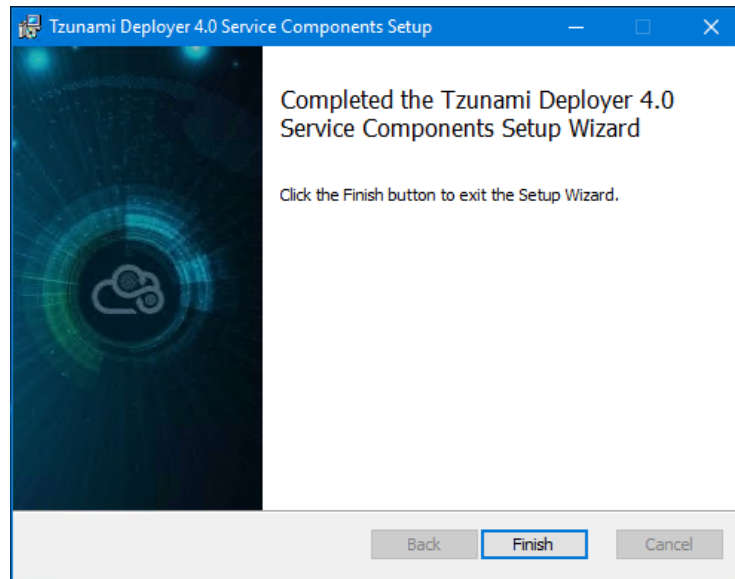 Tzunami Deployer 4.0 Service Components Setup
Completed the Tzunami Deployer 4.0
Service Components Setup Wizard
Click the Finish button to exit the Setup Wizard.
Back
Finish
Cancel